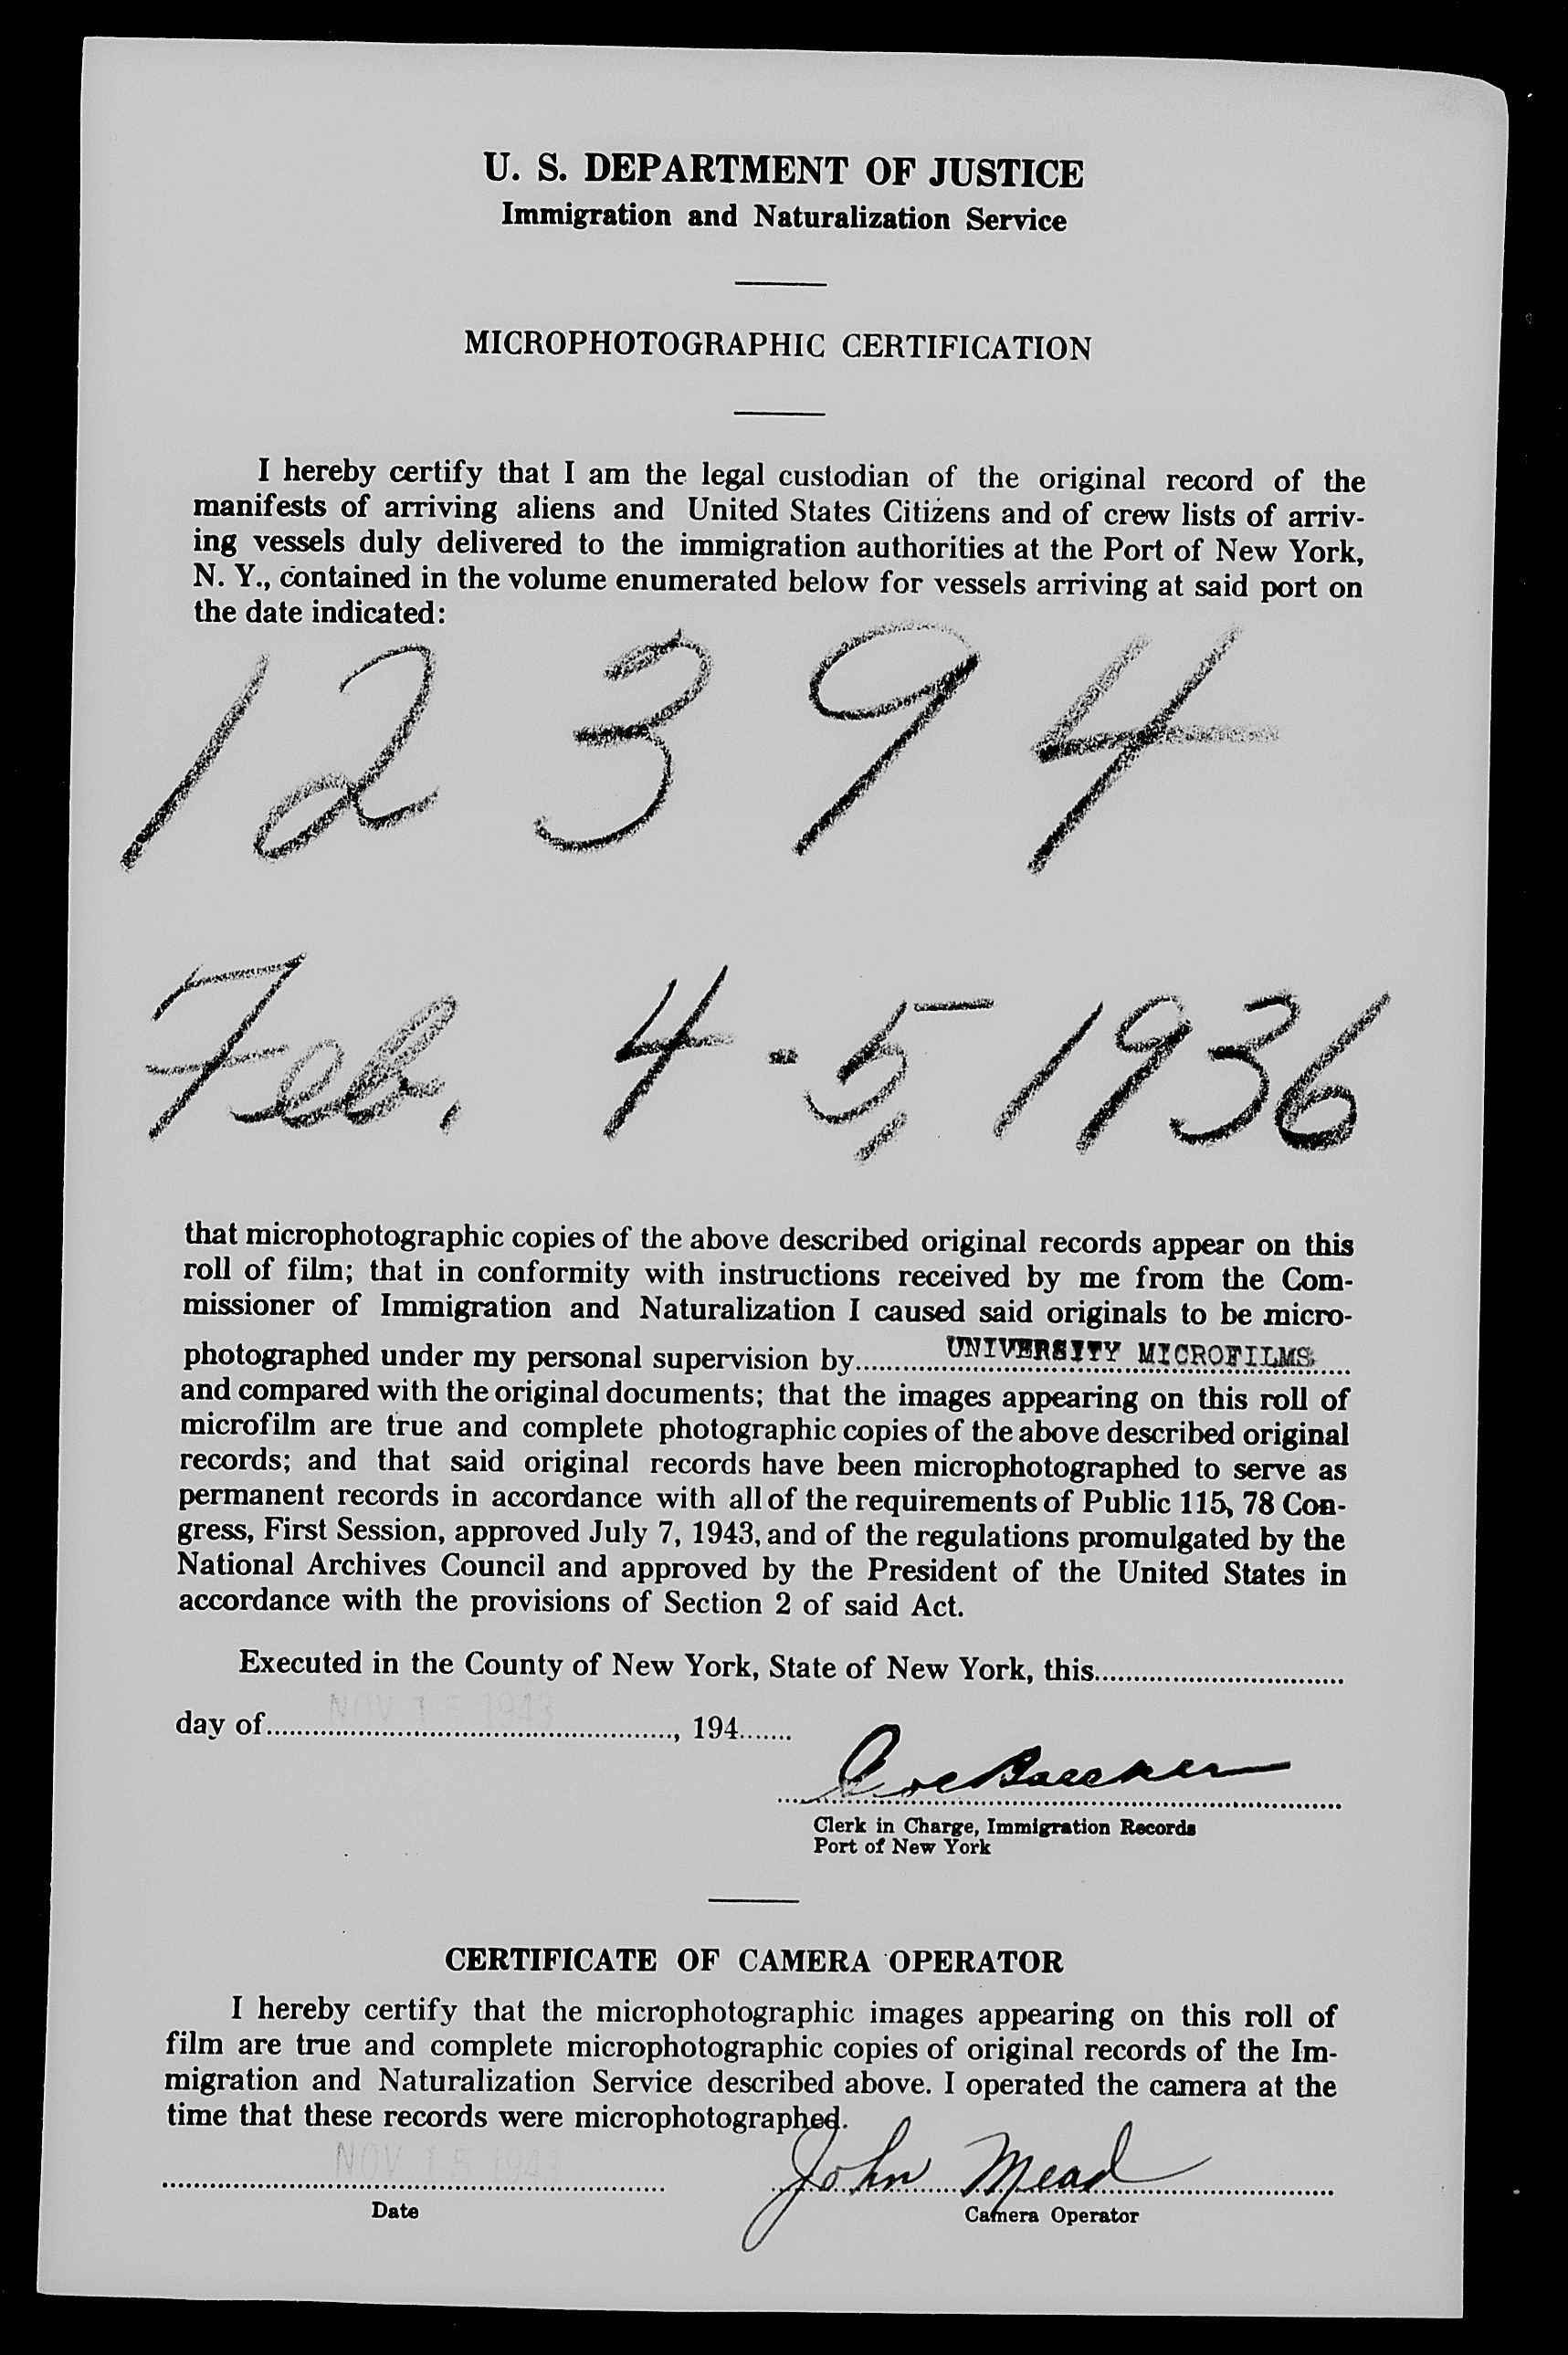 U. S. DEPARTMENT OF JUSTICE
Immigration and Naturalization Service
MICROPHOTOGRAPHIC CERTIFICATION
I hereby certify that I am the legal custodian of the original record of the
manifests of arriving aliens and United States Citizens and of crew lists of arriv-
ing vessels duly delivered to the immigration authorities at the Port of New York,
N. Y., contained in the volume enumerated below for vessels arriving at said port on
the date indicated:
12394
Feb. 4-5, 1936
that microphotographic copies of the above described original records appear on this
roll of film; that in conformity with instructions received by me from the Com-
missioner of Immigration and Naturalization I caused said originals to be micro-
photographed under my personal supervision by UNIVERSITY MICROFILMS
and compared with the original documents; that the images appearing on this roll of
microfilm are true and complete photographic copies of the above described original
records; and that said original records have been microphotographed to serve as
permanent records in accordance with all of the requirements of Public 115, 78 Con-
gress, First Session, approved July 7, 1943, and of the regulations promulgated by the
National Archives Council and approved by the President of the United States in
accordance with the provisions of Section 2 of said Act.
Executed in the County of New York, State of New York, this
NOV 15 1943
day of , 194
Clerk in Charge, Immigration Records
Port of New York
CERTIFICATE OF CAMERA OPERATOR
I hereby certify that the microphotographic images appearing on this roll of
film are true and complete microphotographic copies of original records of the Im-
migration and Naturalization Service described above. I operated the camera at the
time that these records were microphotographed.
NOV 15 1943 John Mead
Date Camera Operator